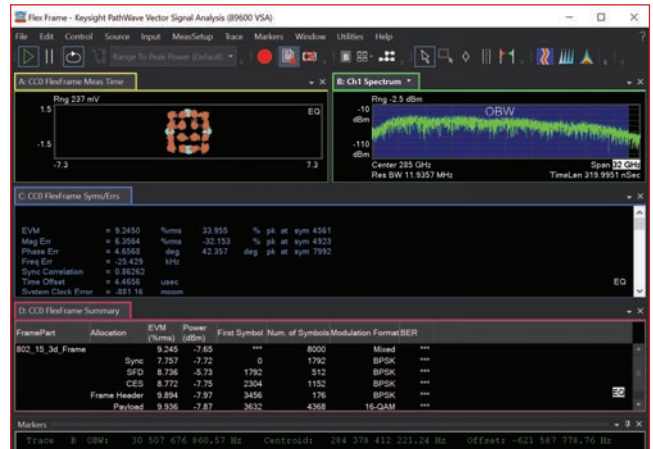 Flex Frame - Keysight PathWave Vector Signal Analysis (89600 VSA)
File Edit Control Source Input MeasSetup Trace Markers Window Utilities Help
Range To Peak Power (Default)
A: CC0 FlexFrame Meas Time
Rng 237 mV
1.5
EQ
-1.5
-7.3
7.3
B: Ch1 Spectrum
Rng -2.5 dBm
-10
OBW
dBm
-110
dBm
Center 285 GHz
Span 32 GHz
Res BW 11.9357 MHz
TimeLen 319.9951 nSec
C: CC0 FlexFrame Syms/Errs
EVM = 9.2450 %rms 33.955 % pk at sym 4561
Mag Err = 6.3564 %rms -32.153 % pk at sym 4923
Phase Err = 4.6568 deg 42.357 deg pk at sym 7992
Freq Err = -25.429 kHz
Sync Correlation = 0.86262
Time Offset = 4.4656 usec
EQ
System Clock Error = -881.16 mppm
D: CC0 FlexFrame Summary
FramePart Allocation EVM (%rms) Power (dBm) First Symbol Num. of Symbols Modulation Format BER
802_15_3d_Frame 9.245 -7.65 *** 8000 Mixed ***
Sync 7.757 -7.72 0 1792 BPSK ***
SFD 8.736 -5.73 1792 512 BPSK ***
CES 8.772 -7.75 2304 1152 BPSK ***
Frame Header 9.894 -7.97 3456 176 BPSK ***
EQ
Payload 9.936 -7.87 3632 4368 16-QAM ***
Markers
Trace B OBW: 30 507 676 860.57 Hz Centroid: 284 378 412 221.24 Hz Offset: -621 587 778.76 Hz